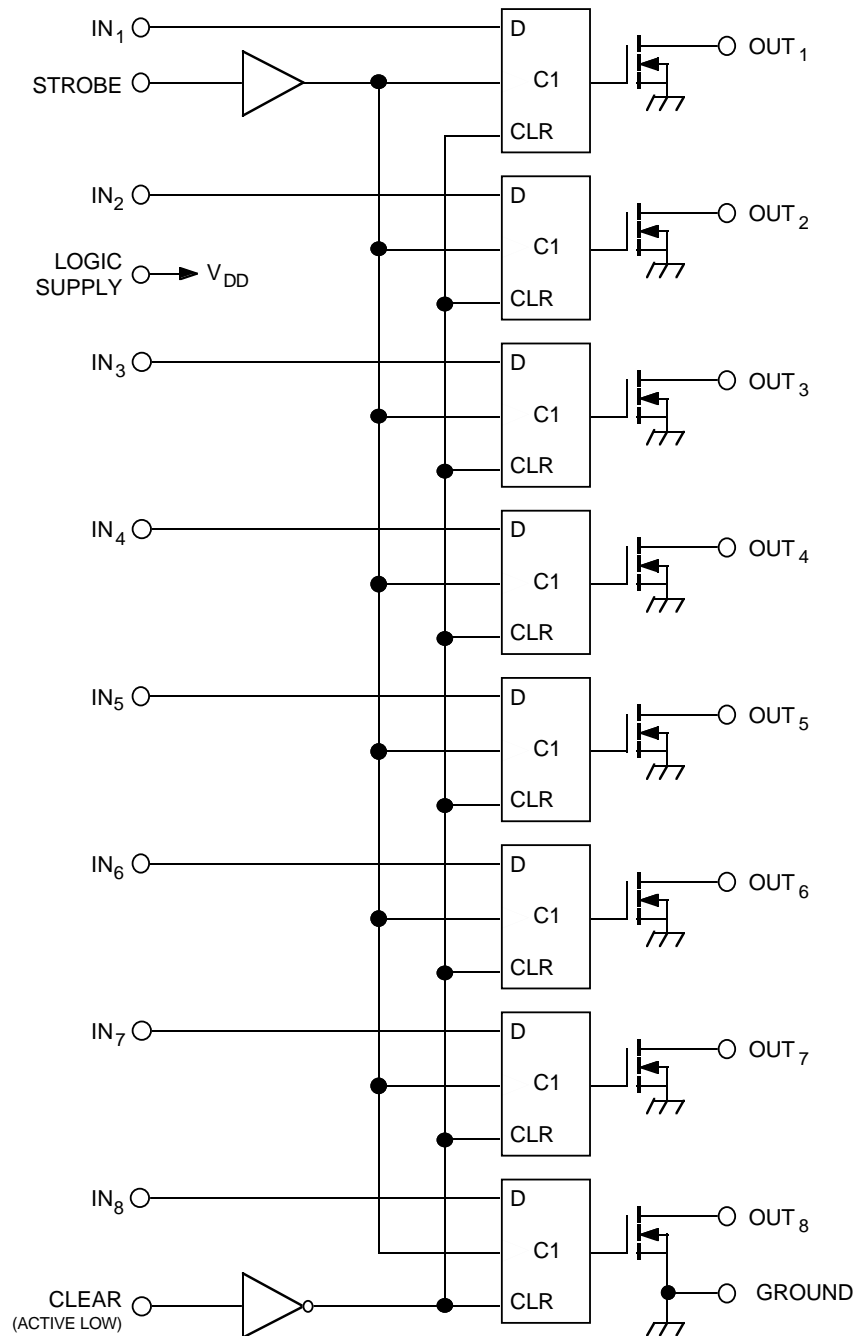 IN1
D
OUT1
STROBE
C1
CLR
IN2
D
OUT2
C1
LOGIC
SUPPLY
VDD
CLR
IN3
D
OUT3
C1
CLR
IN4
D
OUT4
C1
CLR
IN5
D
OUT5
C1
CLR
IN6
D
OUT6
C1
CLR
IN7
D
OUT7
C1
CLR
IN8
D
OUT8
C1
CLEAR
(ACTIVE LOW)
CLR
GROUND